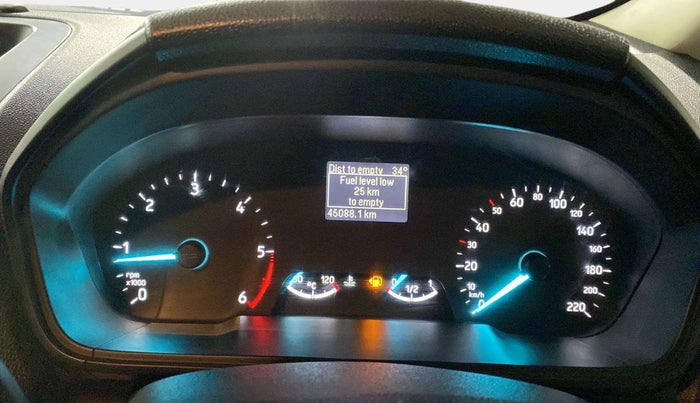 Dist to empty 34°
Fuel level low
25 km
to empty
45088.1 km
0 1 2 3 4 5 6
rpm
x1000
60 °C 120
0 1/2 1
0 10 20 30 40 50 60 80 100 120 140 160 180 200 220
km/h